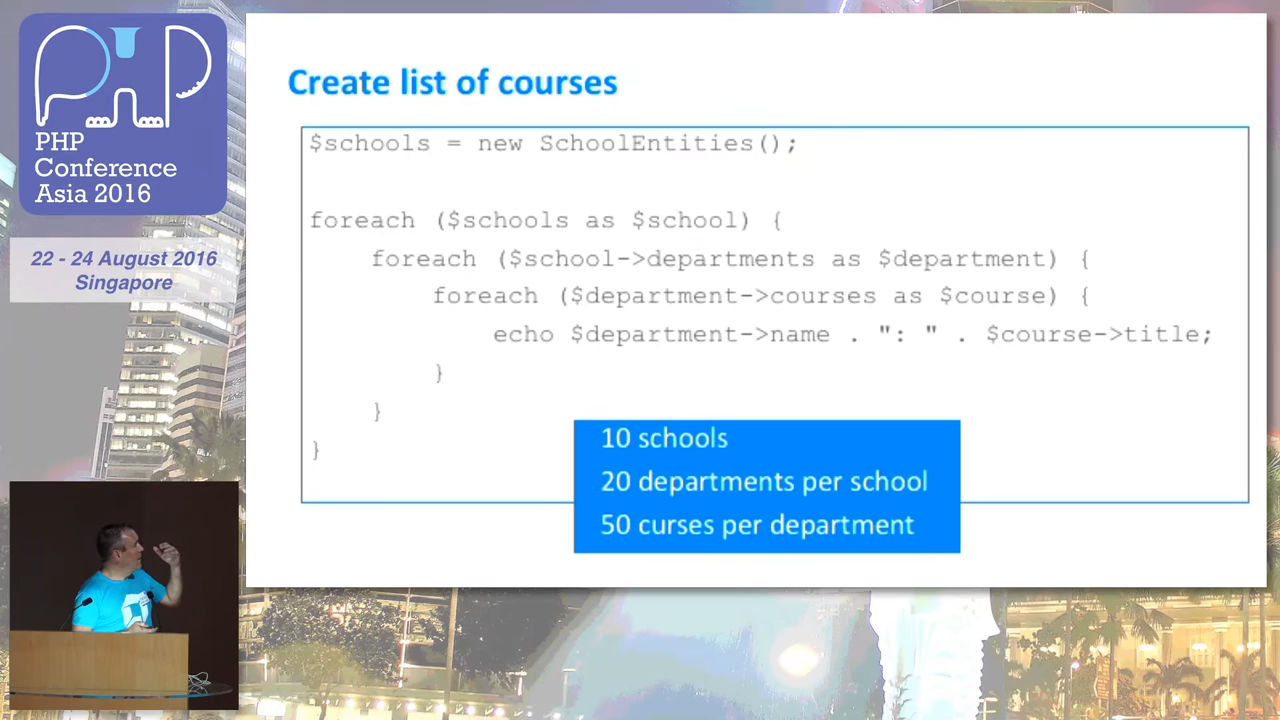 PHP
PHP
Conference
Asia 2016
22 - 24 August 2016
Singapore
Create list of courses
$schools = new SchoolEntities();
foreach ($schools as $school) {
foreach ($school->departments as $department) {
foreach ($department->courses as $course) {
echo $department->name . ": " . $course->title;
}
}
}
10 schools
20 departments per school
50 curses per department